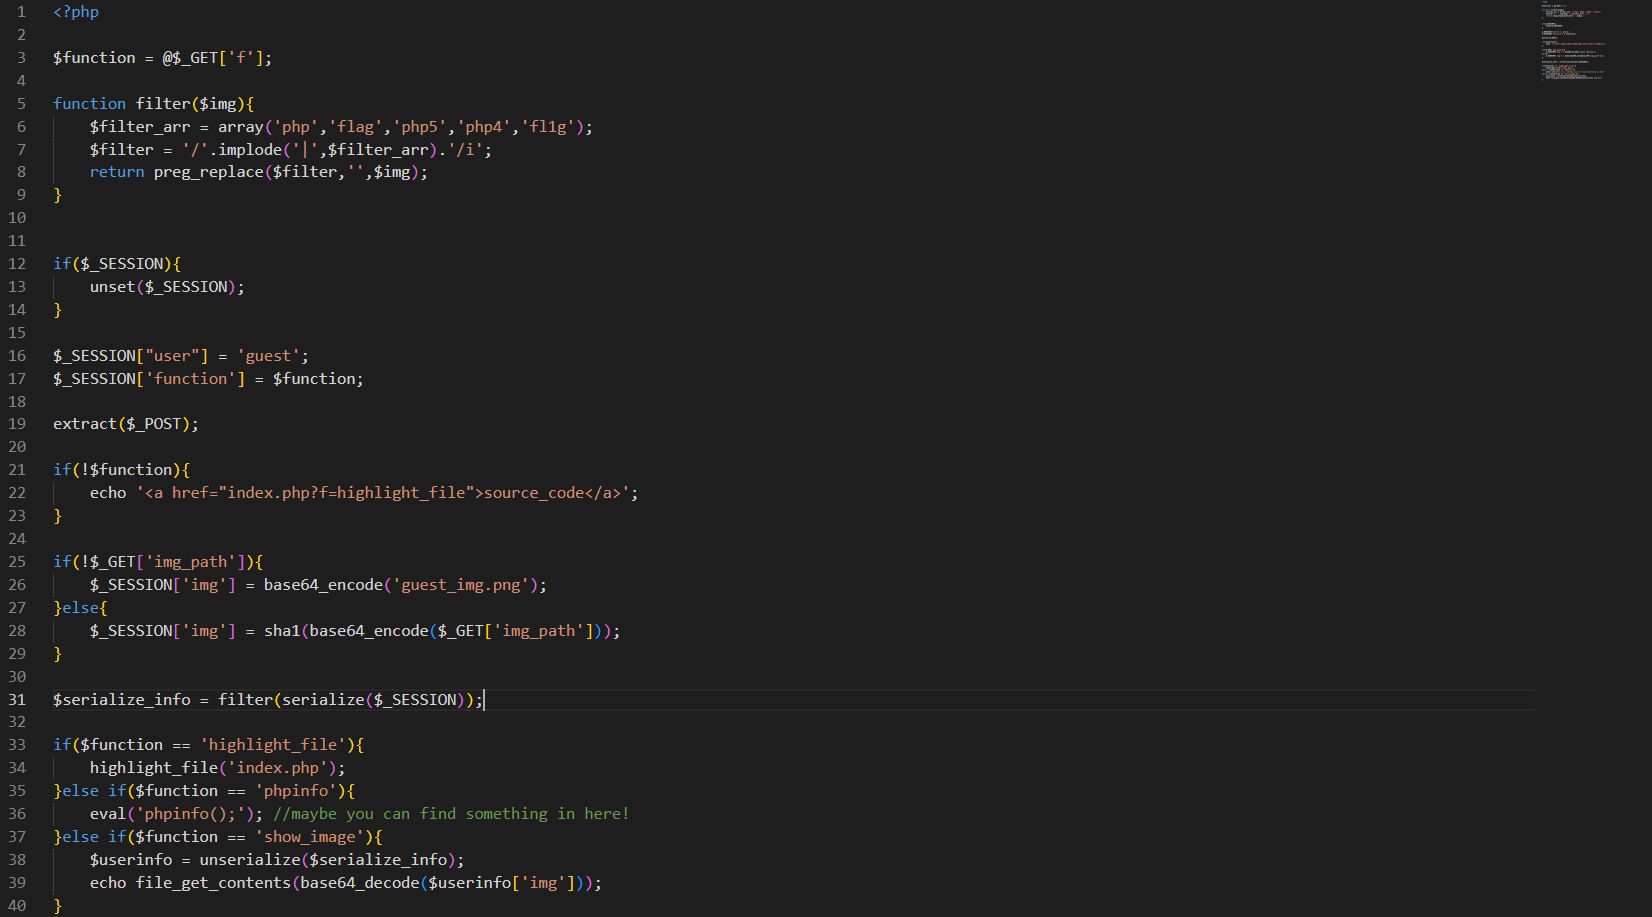 1 <?php
2
3 $function = @$_GET['f'];
4
5 function filter($img){
6     $filter_arr = array('php','flag','php5','php4','fl1g');
7     $filter = '/'.implode('|',$filter_arr).'/i';
8     return preg_replace($filter,'',$img);
9 }
10
11
12 if($_SESSION){
13     unset($_SESSION);
14 }
15
16 $_SESSION["user"] = 'guest';
17 $_SESSION['function'] = $function;
18
19 extract($_POST);
20
21 if(!$function){
22     echo '<a href="index.php?f=highlight_file">source_code</a>';
23 }
24
25 if(!$_GET['img_path']){
26     $_SESSION['img'] = base64_encode('guest_img.png');
27 }else{
28     $_SESSION['img'] = sha1(base64_encode($_GET['img_path']));
29 }
30
31 $serialize_info = filter(serialize($_SESSION));
32
33 if($function == 'highlight_file'){
34     highlight_file('index.php');
35 }else if($function == 'phpinfo'){
36     eval('phpinfo();'); //maybe you can find something in here!
37 }else if($function == 'show_image'){
38     $userinfo = unserialize($serialize_info);
39     echo file_get_contents(base64_decode($userinfo['img']));
40 }